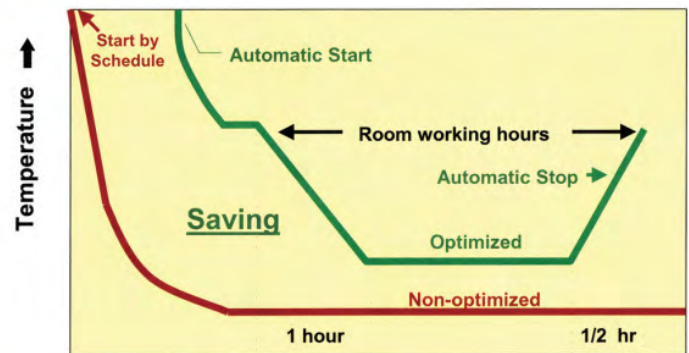 Temperature
Start by
Schedule
Automatic Start
Room working hours
Automatic Stop
Saving
Optimized
Non-optimized
1 hour
1/2 hr